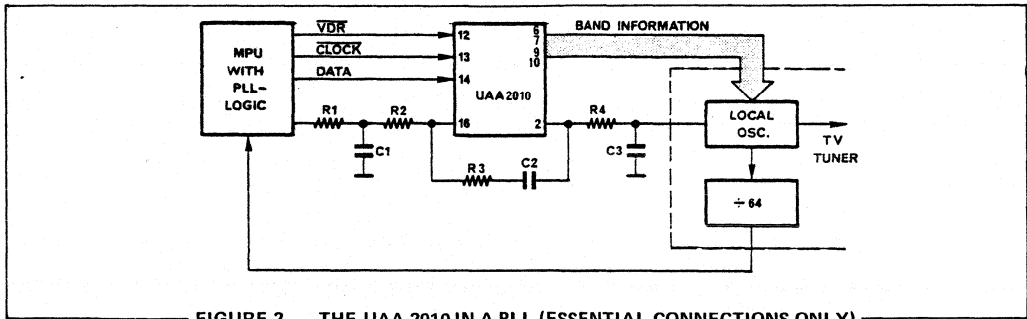 VDR
CLOCK
DATA
MPU
WITH
PLL-
LOGIC
12
13
14
16
UAA2010
6
7
9
10
2
BAND INFORMATION
R1
R2
C1
R3
C2
R4
C3
LOCAL
OSC.
TV
TUNER
÷ 64
FIGURE 2 THE UAA 2010 IN A PLL (ESSENTIAL CONNECTIONS ONLY)